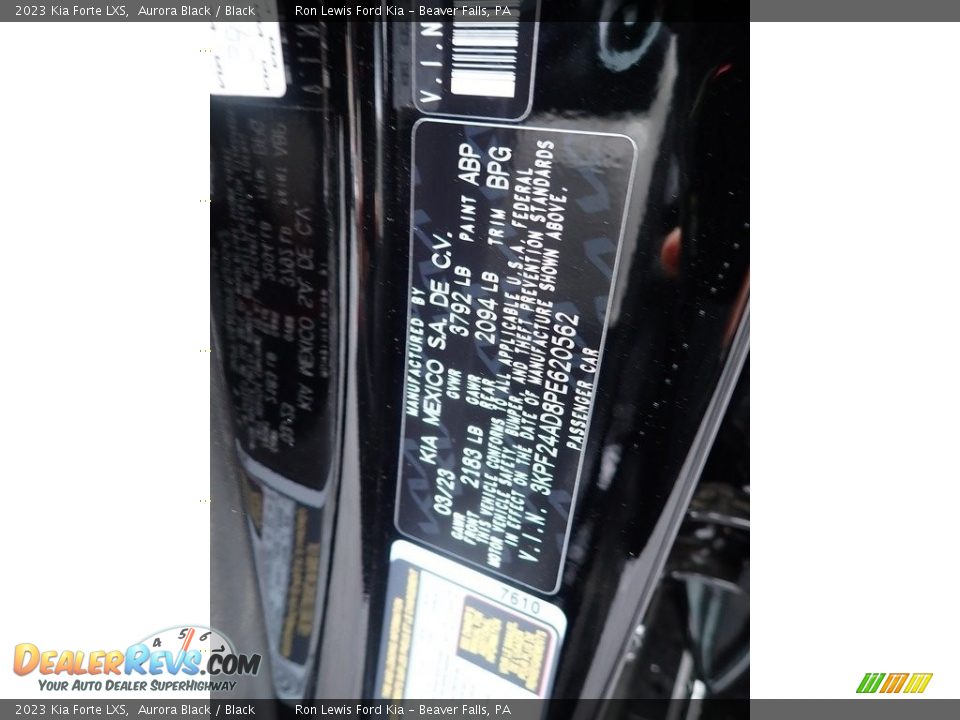 2023 Kia Forte LXS, Aurora Black / Black Ron Lewis Ford Kia - Beaver Falls, PA
V.I.N
MANUFACTURED BY
03/23 KIA MEXICO S.A. DE C.V.
GVWR 3792 LB PAINT ABP
GAWR FRONT 2183 LB GAWR REAR 2094 LB TRIM BPG
THIS VEHICLE CONFORMS TO ALL APPLICABLE U.S.A. FEDERAL
MOTOR VEHICLE SAFETY, BUMPER, AND THEFT PREVENTION STANDARDS
IN EFFECT ON THE DATE OF MANUFACTURE SHOWN ABOVE.
V.I.N. 3KPF24AD8PE620562
PASSENGER CAR
7610
4 5 6
DEALERREVS.COM
YOUR AUTO DEALER SUPERHIGHWAY
2023 Kia Forte LXS, Aurora Black / Black Ron Lewis Ford Kia - Beaver Falls, PA